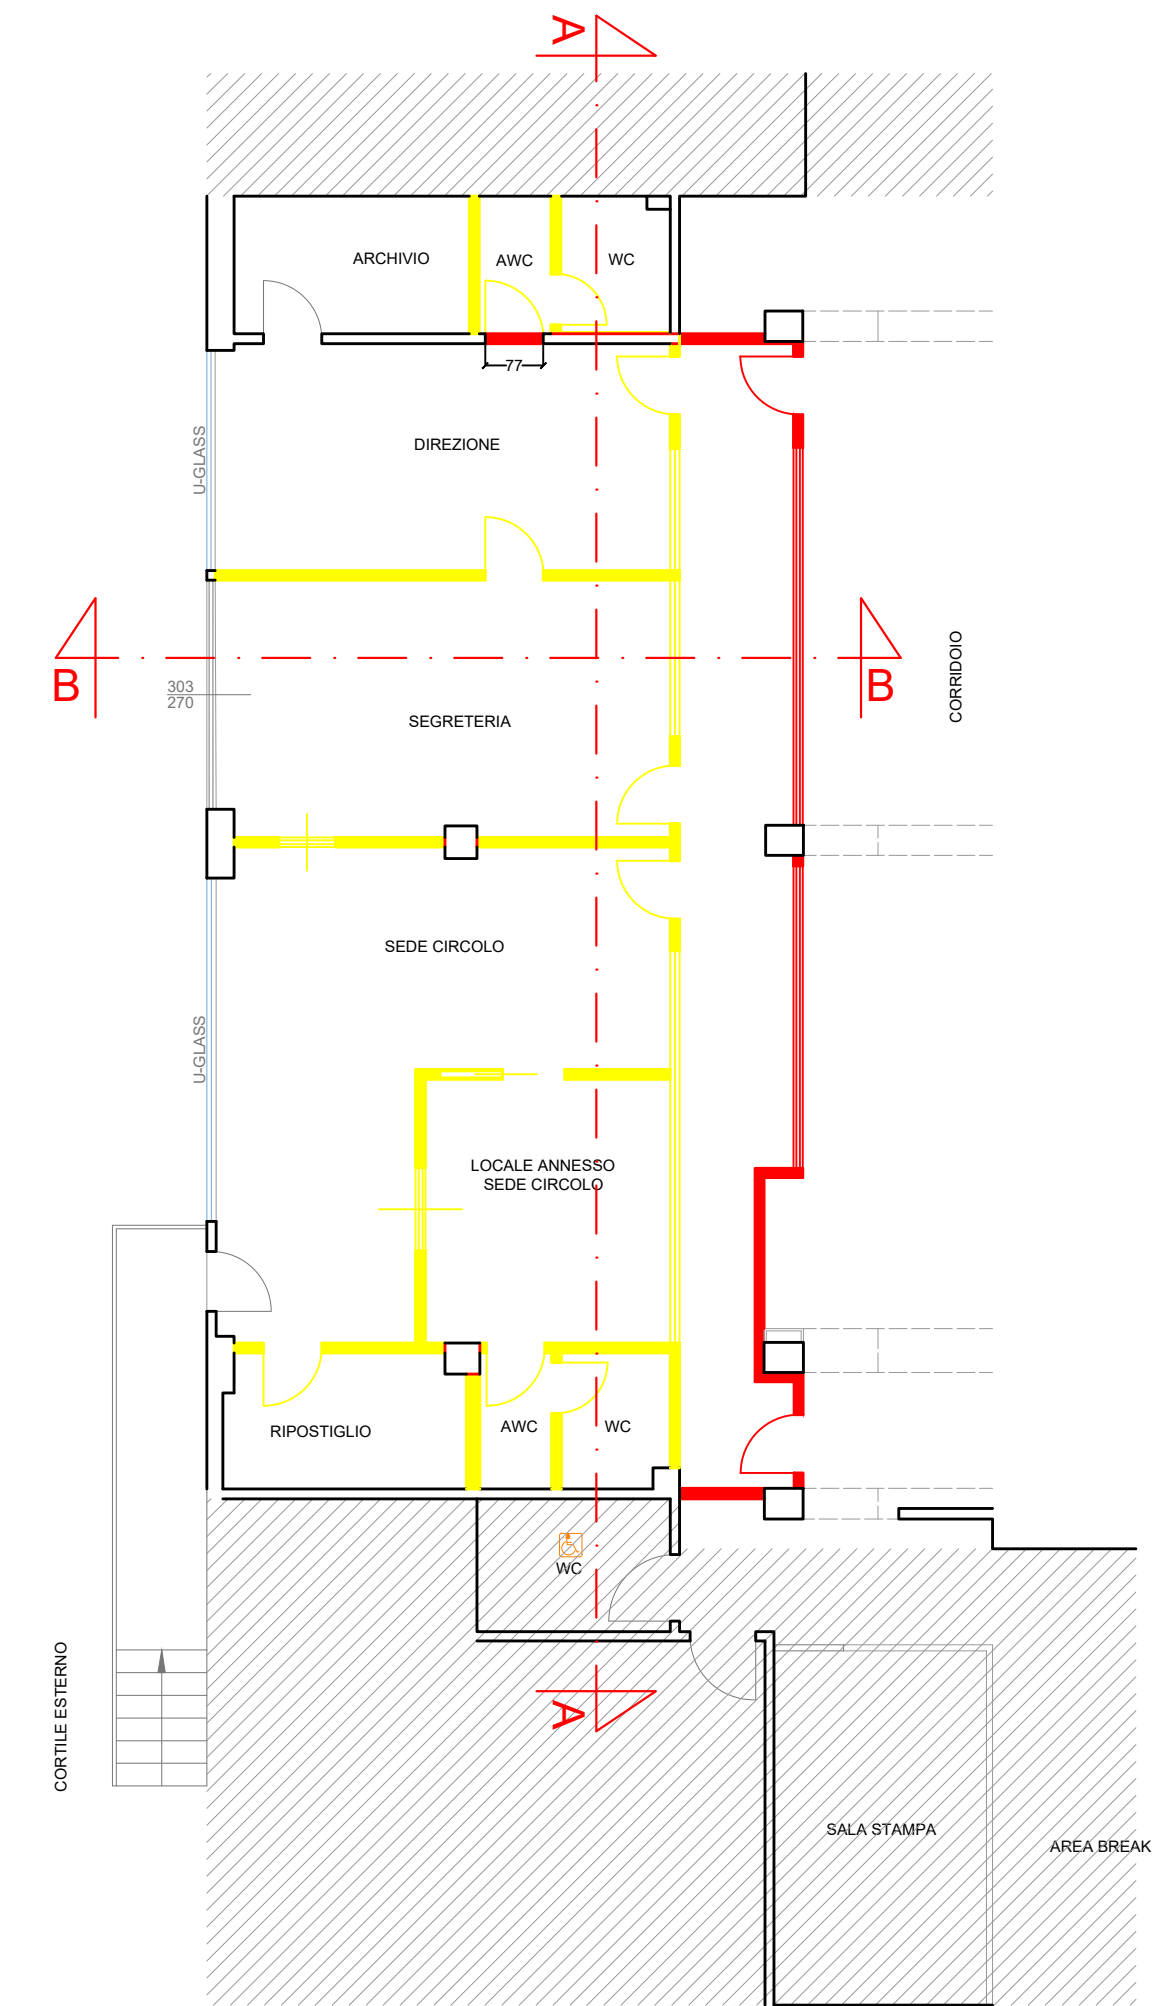 A
ARCHIVIO
AWC
WC
77
DIREZIONE
U-GLASS
B
B
303
270
CORRIDOIO
SEGRETERIA
SEDE CIRCOLO
U-GLASS
LOCALE ANNESSO
SEDE CIRCOLO
RIPOSTIGLIO
AWC
WC
WC
A
CORTILE ESTERNO
SALA STAMPA
AREA BREAK